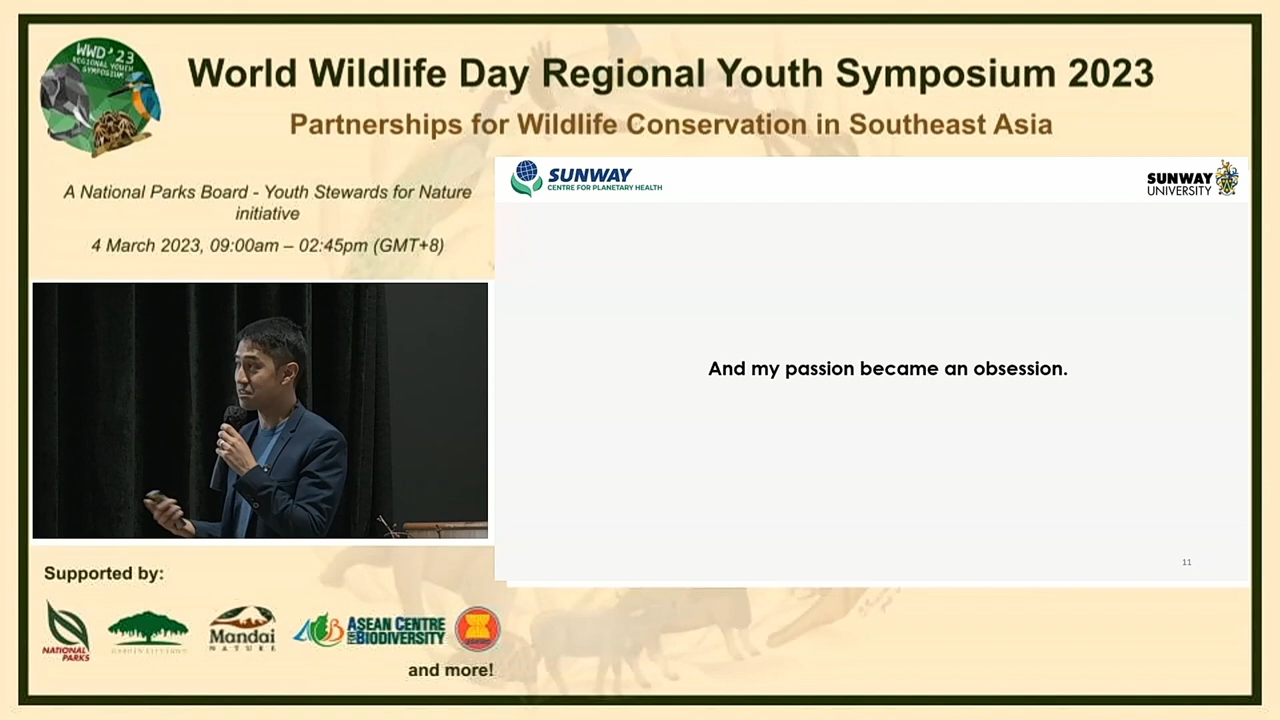 WWD '23
REGIONAL YOUTH
SYMPOSIUM
World Wildlife Day Regional Youth Symposium 2023
Partnerships for Wildlife Conservation in Southeast Asia
A National Parks Board - Youth Stewards for Nature
initiative
4 March 2023, 09:00am – 02:45pm (GMT+8)
SUNWAY
CENTRE FOR PLANETARY HEALTH
SUNWAY
UNIVERSITY
And my passion became an obsession.
11
Supported by:
NATIONAL
PARKS
GARDEN CITY FUND
Mandai
NATURE
ASEAN CENTRE
FOR BIODIVERSITY
and more!